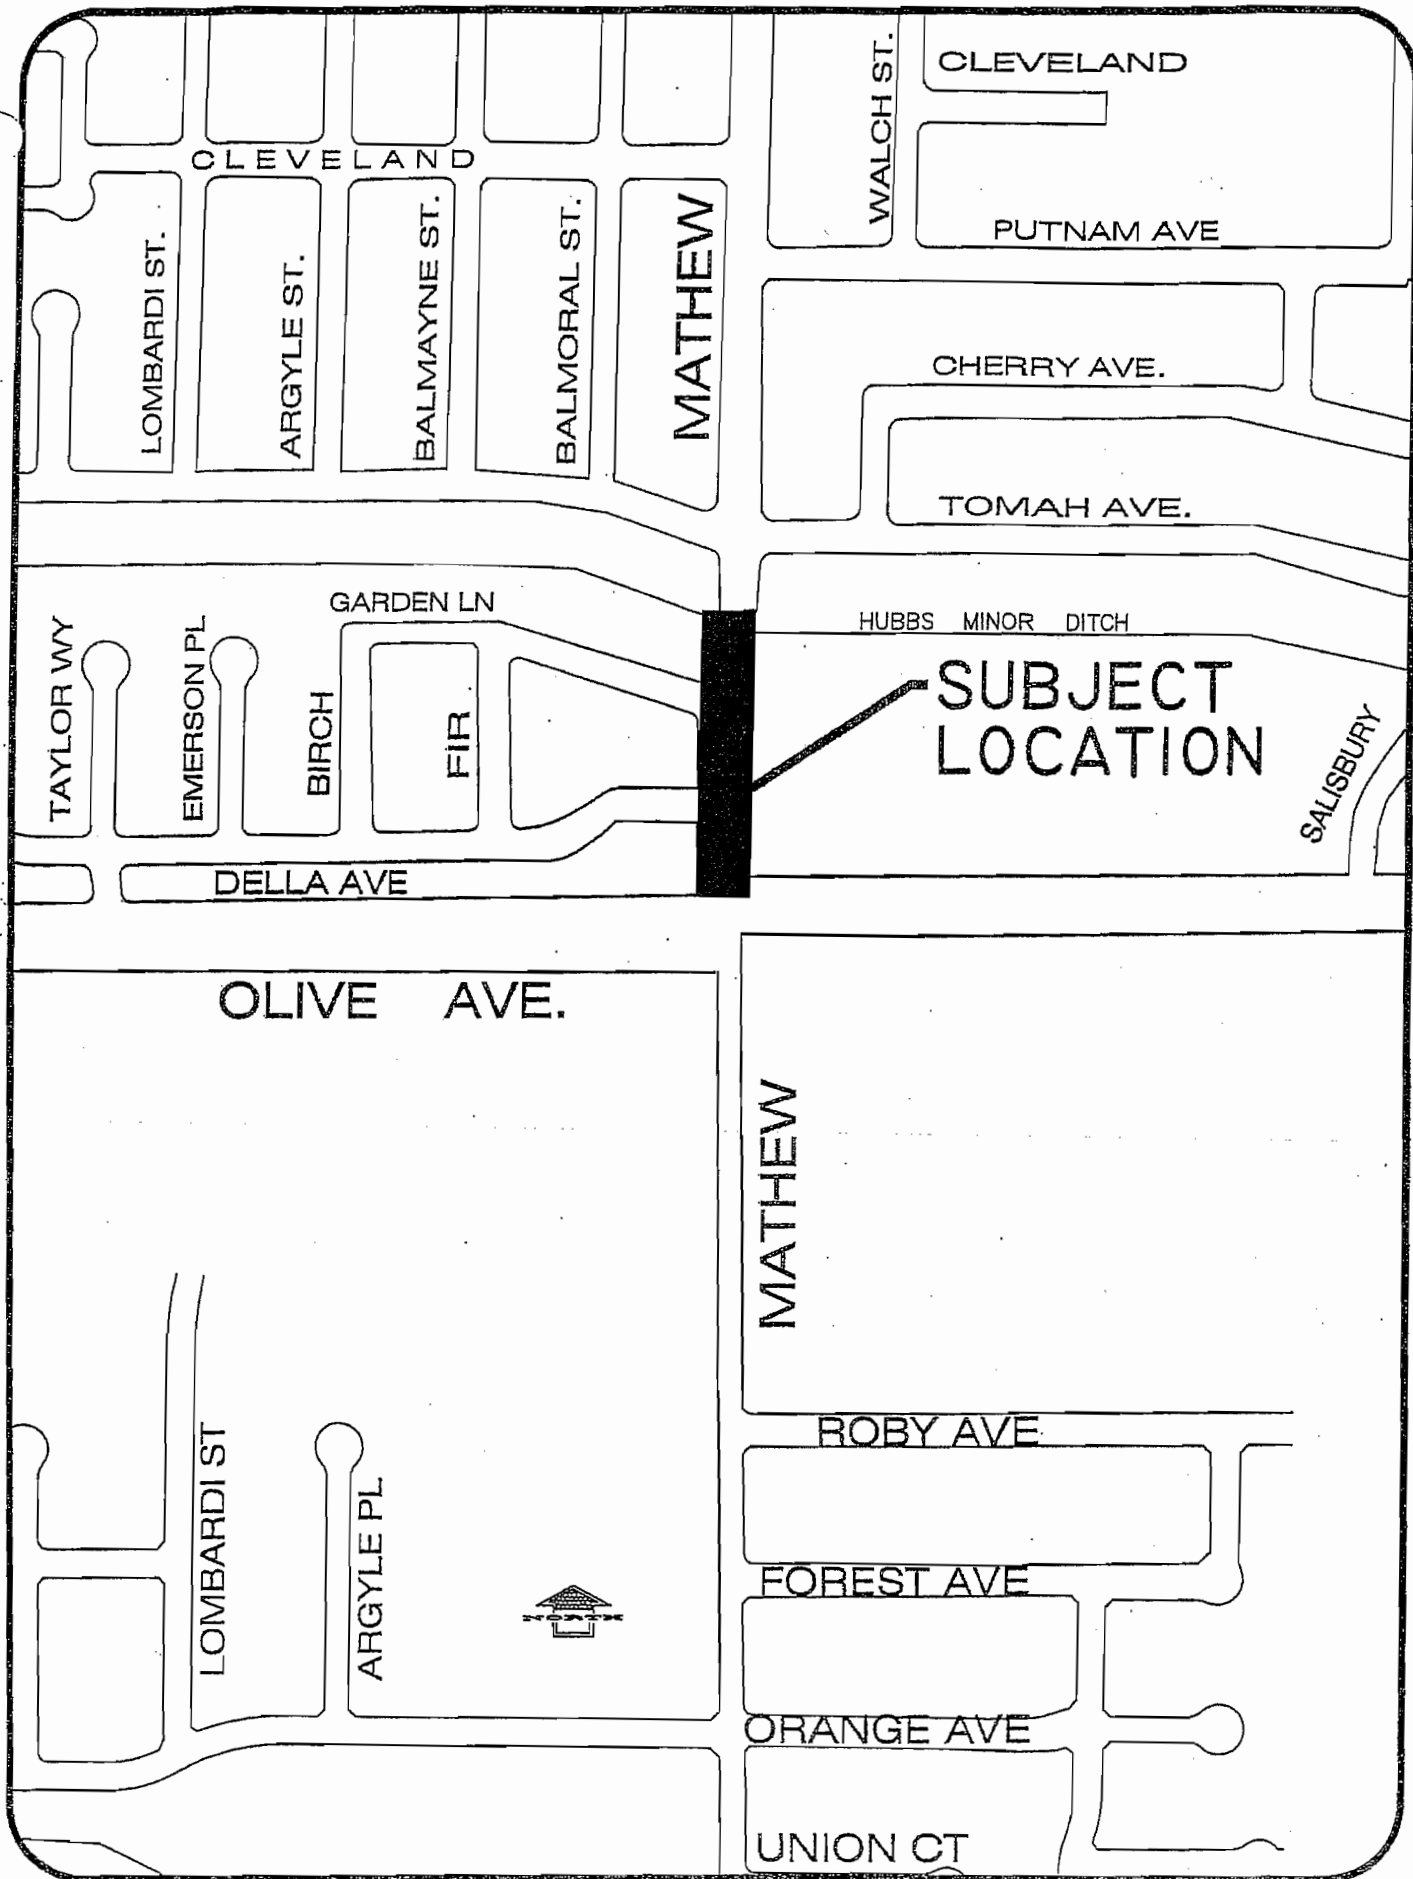 CLEVELAND
WALCH ST.
CLEVELAND
LOMBARDI ST.
ARGYLE ST.
BALMAYNE ST.
BALMORAL ST.
MATHEW
PUTNAM AVE
CHERRY AVE.
TOMAH AVE.
GARDEN LN
HUBBS MINOR DITCH
TAYLOR WY
EMERSON PL
BIRCH
FIR
SUBJECT
LOCATION
SALISBURY
DELLA AVE
OLIVE AVE.
MATHEW
LOMBARDI ST
ARGYLE PL
NORTH
ROBY AVE
FOREST AVE
ORANGE AVE
UNION CT